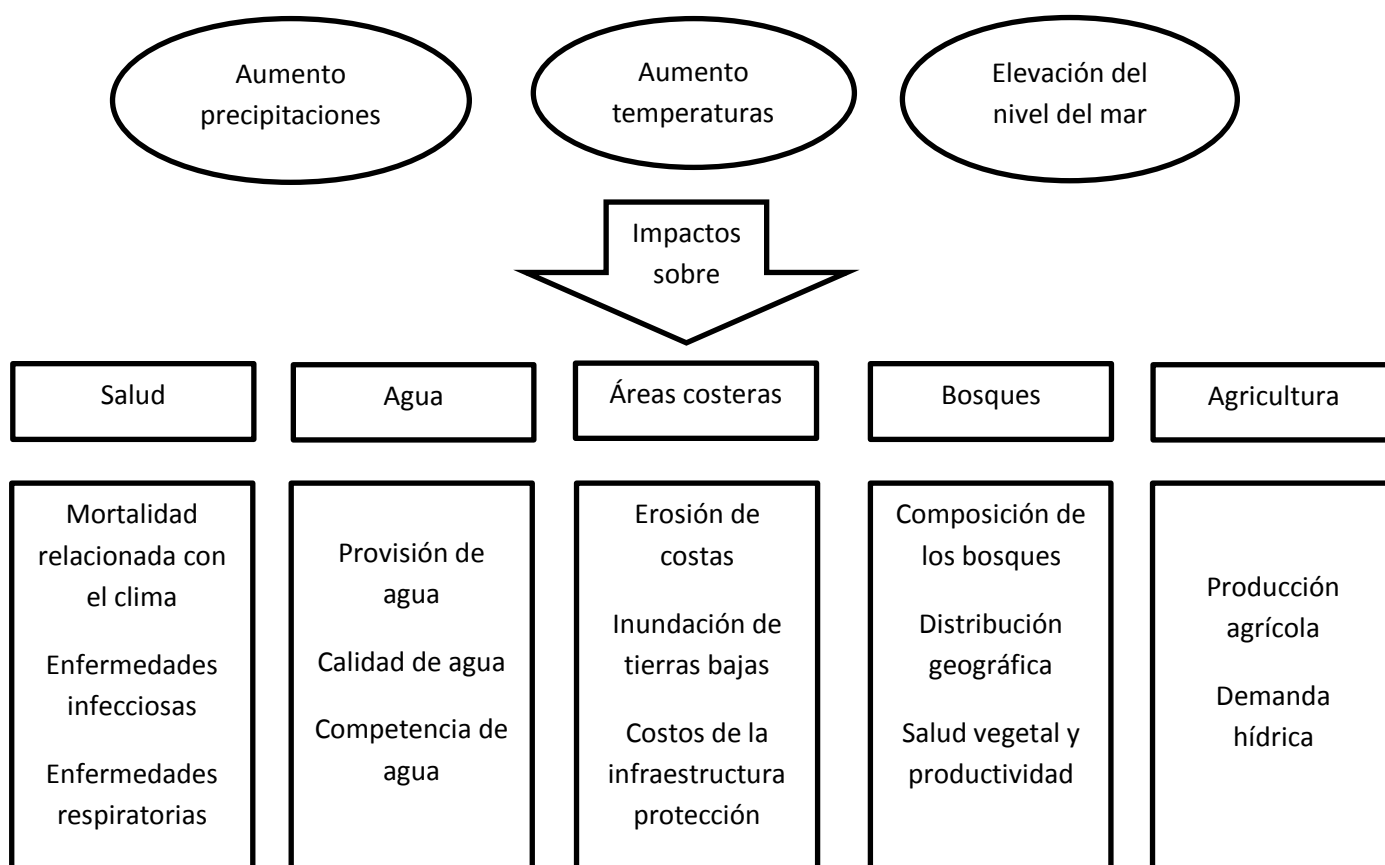 Aumento
precipitaciones
Aumento
temperaturas
Elevación del
nivel del mar
Impactos
sobre
Salud
Agua
Áreas costeras
Bosques
Agricultura
Mortalidad
relacionada con
el clima
Enfermedades
infecciosas
Enfermedades
respiratorias
Provisión de
agua
Calidad de agua
Competencia de
agua
Erosión de
costas
Inundación de
tierras bajas
Costos de la
infraestructura
protección
Composición de
los bosques
Distribución
geográfica
Salud vegetal y
productividad
Producción
agrícola
Demanda
hídrica